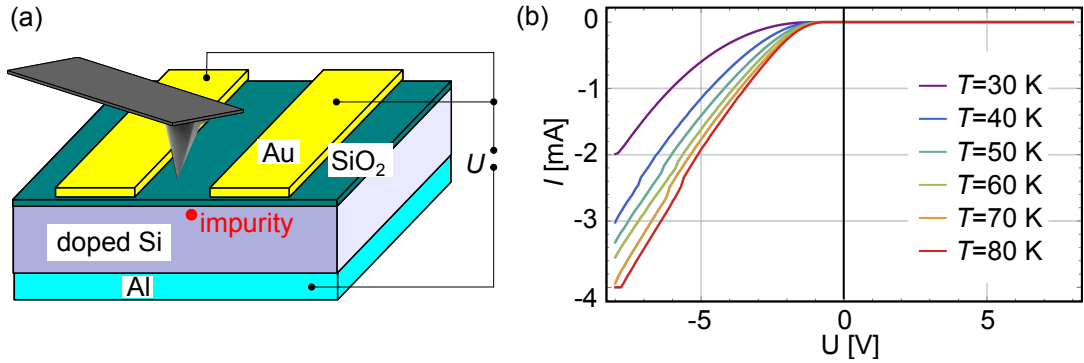 (a)
Au
SiO₂
U
impurity
doped Si
Al
(b)
0
-1
-2
-3
-4
I [mA]
T=30 K
T=40 K
T=50 K
T=60 K
T=70 K
T=80 K
-5
0
5
U [V]